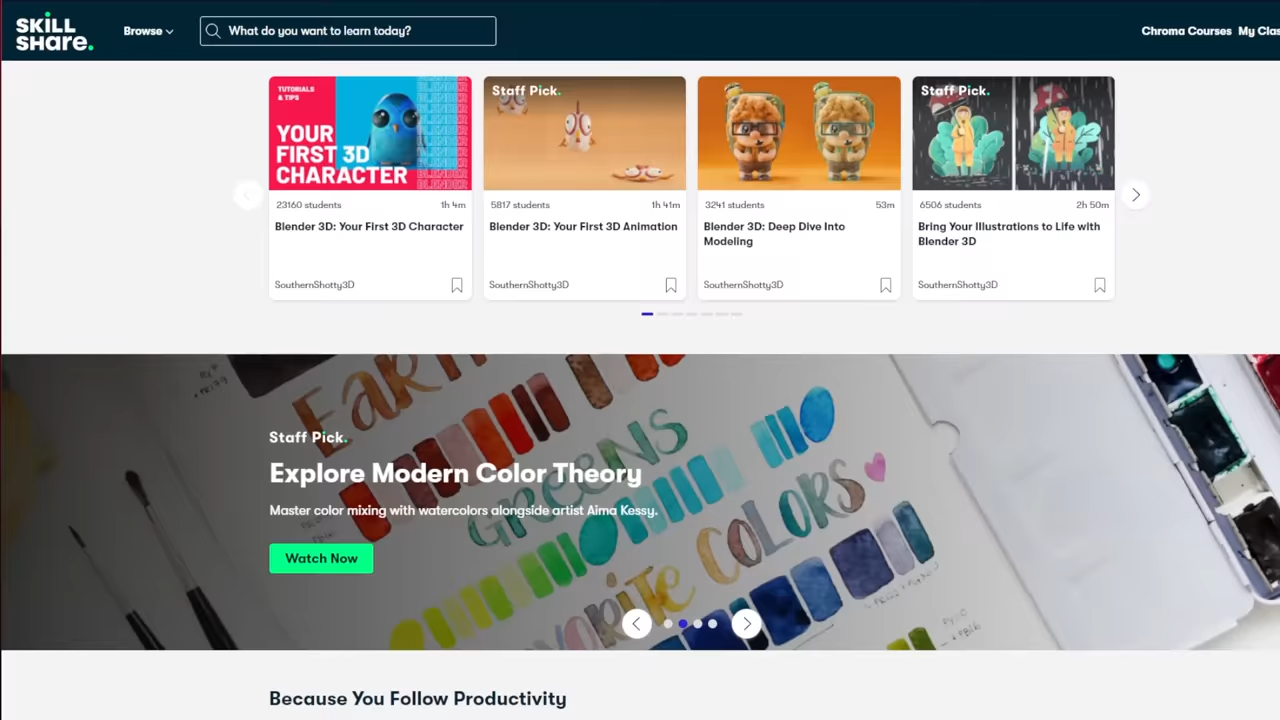 SKILL
SHare.
Browse
What do you want to learn today?
Chroma Courses
My Clas
TUTORIALS
& TIPS
YOUR
FIRST 3D
CHARACTER
BLENDER
23160 students
1h 4m
Blender 3D: Your First 3D Character
SouthernShotty3D
Staff Pick.
5817 students
1h 41m
Blender 3D: Your First 3D Animation
SouthernShotty3D
3241 students
53m
Blender 3D: Deep Dive Into
Modeling
SouthernShotty3D
Staff Pick.
6506 students
2h 50m
Bring Your Illustrations to Life with
Blender 3D
SouthernShotty3D
EARTH
GREENS
COLORS
Staff Pick.
Explore Modern Color Theory
Master color mixing with watercolors alongside artist Aima Kessy.
Watch Now
Because You Follow Productivity